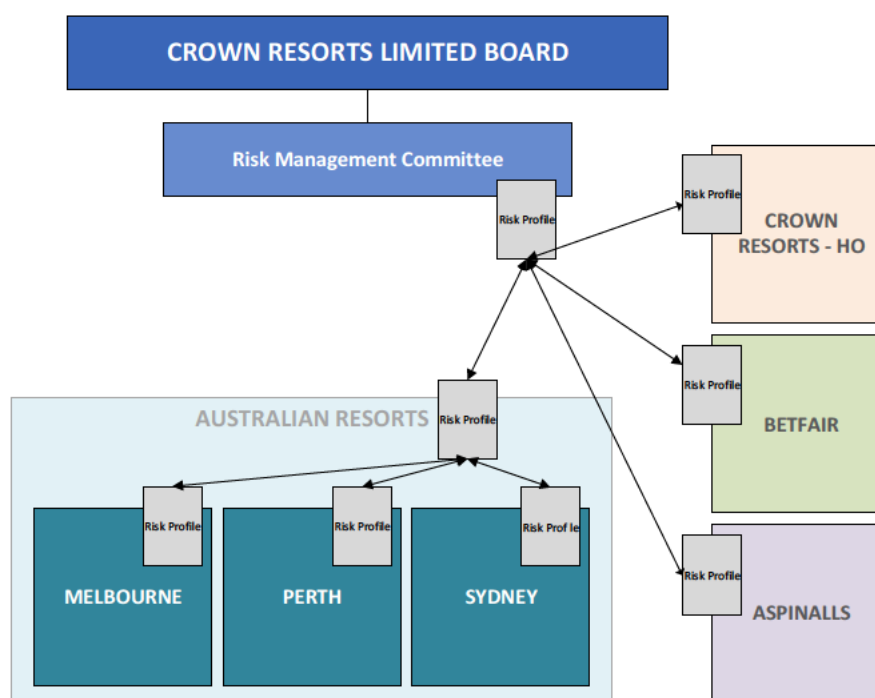 CROWN RESORTS LIMITED BOARD
Risk Management Committee
Risk Profile
Risk Profile
CROWN
RESORTS - HO
Risk Profile
BETFAIR
Risk Profile
ASPINALLS
AUSTRALIAN RESORTS
Risk Profile
Risk Profile
MELBOURNE
Risk Profile
PERTH
Risk Prof le
SYDNEY